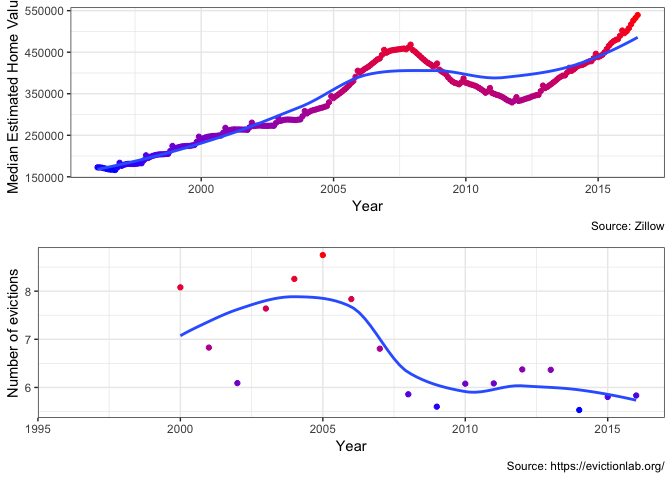 Median Estimated Home Valu
550000
450000
350000
250000
150000
2000 2005 2010 2015
Year
Source: Zillow
Number of evictions
8
7
6
1995 2000 2005 2010 2015
Year
Source: https://evictionlab.org/